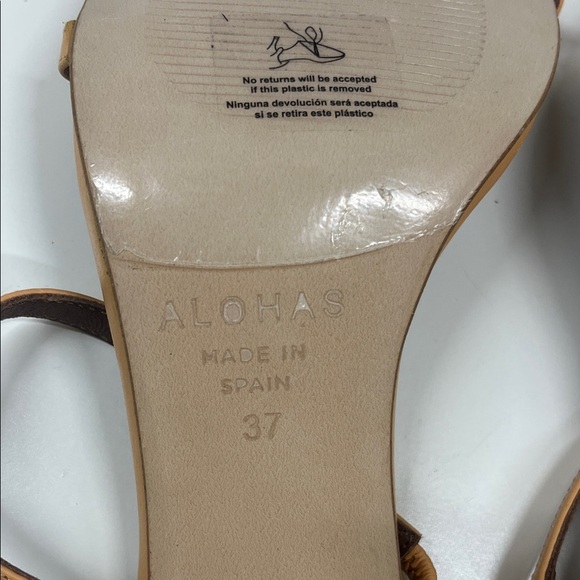 No returns will be accepted
if this plastic is removed
Ninguna devolución será aceptada
si se retira este plástico
ALOHAS
MADE IN
SPAIN
37